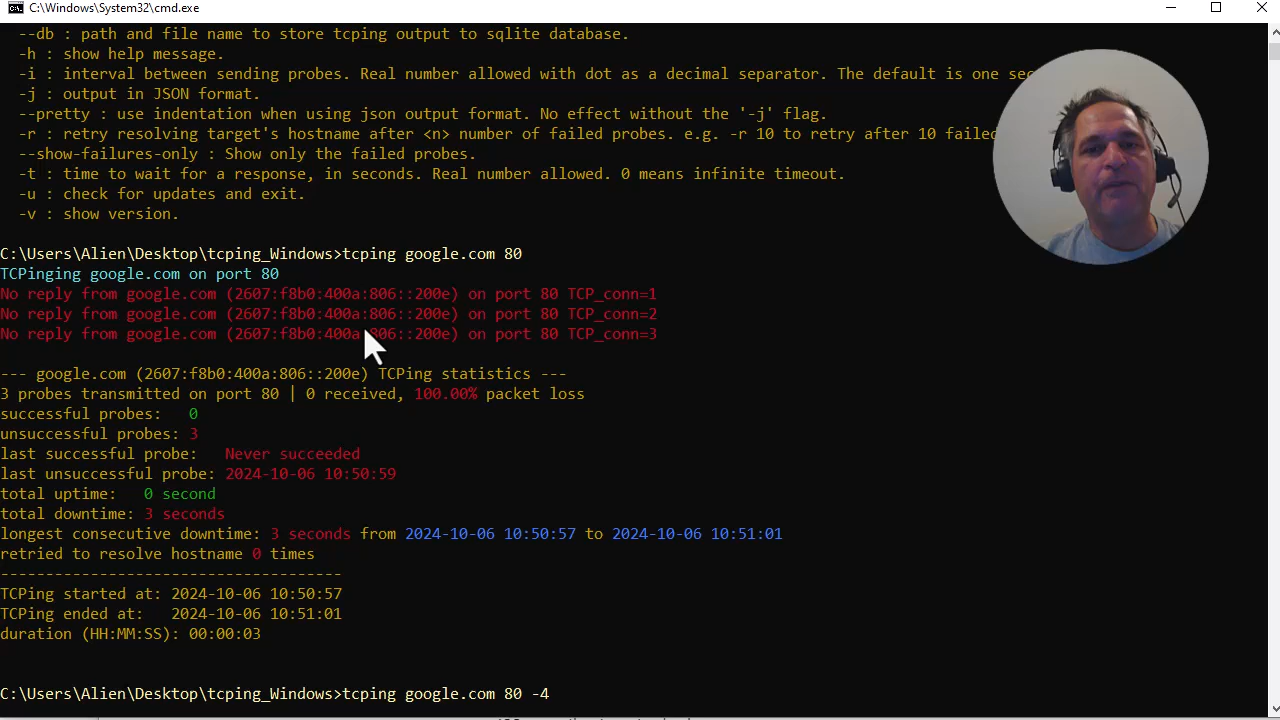 C:\Windows\System32\cmd.exe
--db : path and file name to store tcping output to sqlite database.
-h : show help message.
-i : interval between sending probes. Real number allowed with dot as a decimal separator. The default is one
-j : output in JSON format.
--pretty : use indentation when using json output format. No effect without the '-j' flag.
-r : retry resolving target's hostname after <n> number of failed probes. e.g. -r 10 to retry after 10 failed
--show-failures-only : Show only the failed probes.
-t : time to wait for a response, in seconds. Real number allowed. 0 means infinite timeout.
-u : check for updates and exit.
-v : show version.
C:\Users\Alien\Desktop\tcping_Windows>tcping google.com 80
TCPinging google.com on port 80
No reply from google.com (2607:f8b0:400a:806::200e) on port 80 TCP_conn=1
No reply from google.com (2607:f8b0:400a:806::200e) on port 80 TCP_conn=2
No reply from google.com (2607:f8b0:400a:806::200e) on port 80 TCP_conn=3
--- google.com (2607:f8b0:400a:806::200e) TCPing statistics ---
3 probes transmitted on port 80 | 0 received, 100.00% packet loss
successful probes: 0
unsuccessful probes: 3
last successful probe: Never succeeded
last unsuccessful probe: 2024-10-06 10:50:59
total uptime: 0 second
total downtime: 3 seconds
longest consecutive downtime: 3 seconds from 2024-10-06 10:50:57 to 2024-10-06 10:51:01
retried to resolve hostname 0 times
--------------------------------------
TCPing started at: 2024-10-06 10:50:57
TCPing ended at: 2024-10-06 10:51:01
duration (HH:MM:SS): 00:00:03
C:\Users\Alien\Desktop\tcping_Windows>tcping google.com 80 -4